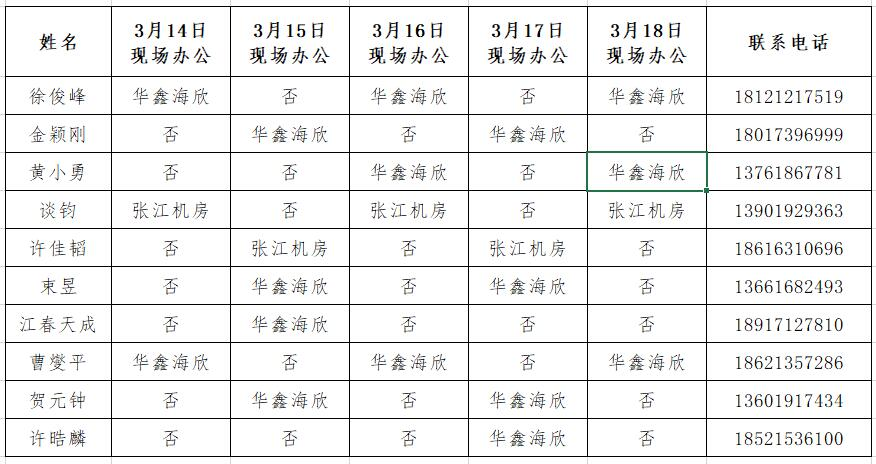 姓名 3月14日现场办公 3月15日现场办公 3月16日现场办公 3月17日现场办公 3月18日现场办公 联系电话
徐俊峰 华鑫海欣 否 华鑫海欣 否 华鑫海欣 18121217519
金颖刚 否 华鑫海欣 否 华鑫海欣 否 18017396999
黄小勇 否 否 华鑫海欣 否 华鑫海欣 13761867781
谈钧 张江机房 否 张江机房 否 张江机房 13901929363
许佳韬 否 张江机房 否 张江机房 否 18616310696
束昱 否 华鑫海欣 否 华鑫海欣 否 13661682493
江春天成 否 华鑫海欣 否 否 否 18917127810
曹燮平 华鑫海欣 否 华鑫海欣 否 华鑫海欣 18621357286
贺元钟 否 华鑫海欣 否 华鑫海欣 否 13601917434
许晧麟 否 否 否 华鑫海欣 否 18521536100